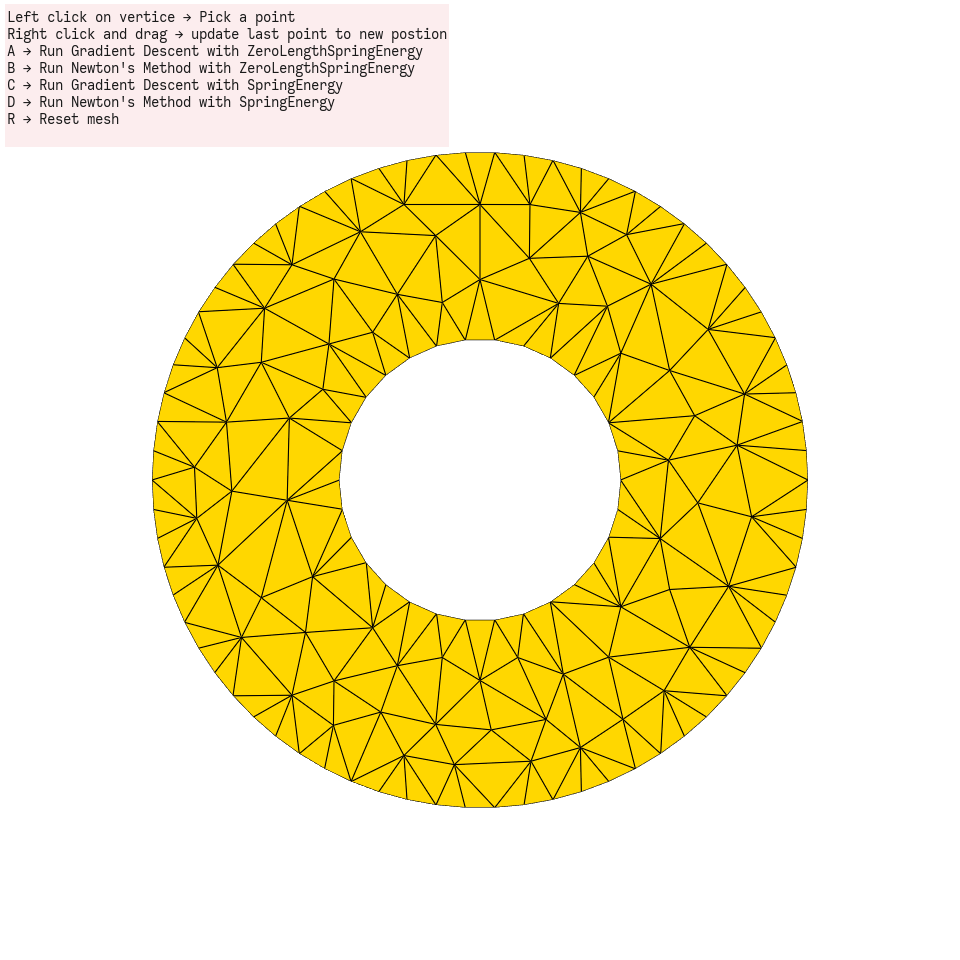 Left click on vertice → Pick a point
Right click and drag → update last point to new postion
A → Run Gradient Descent with ZeroLengthSpringEnergy
B → Run Newton's Method with ZeroLengthSpringEnergy
C → Run Gradient Descent with SpringEnergy
D → Run Newton's Method with SpringEnergy
R → Reset mesh